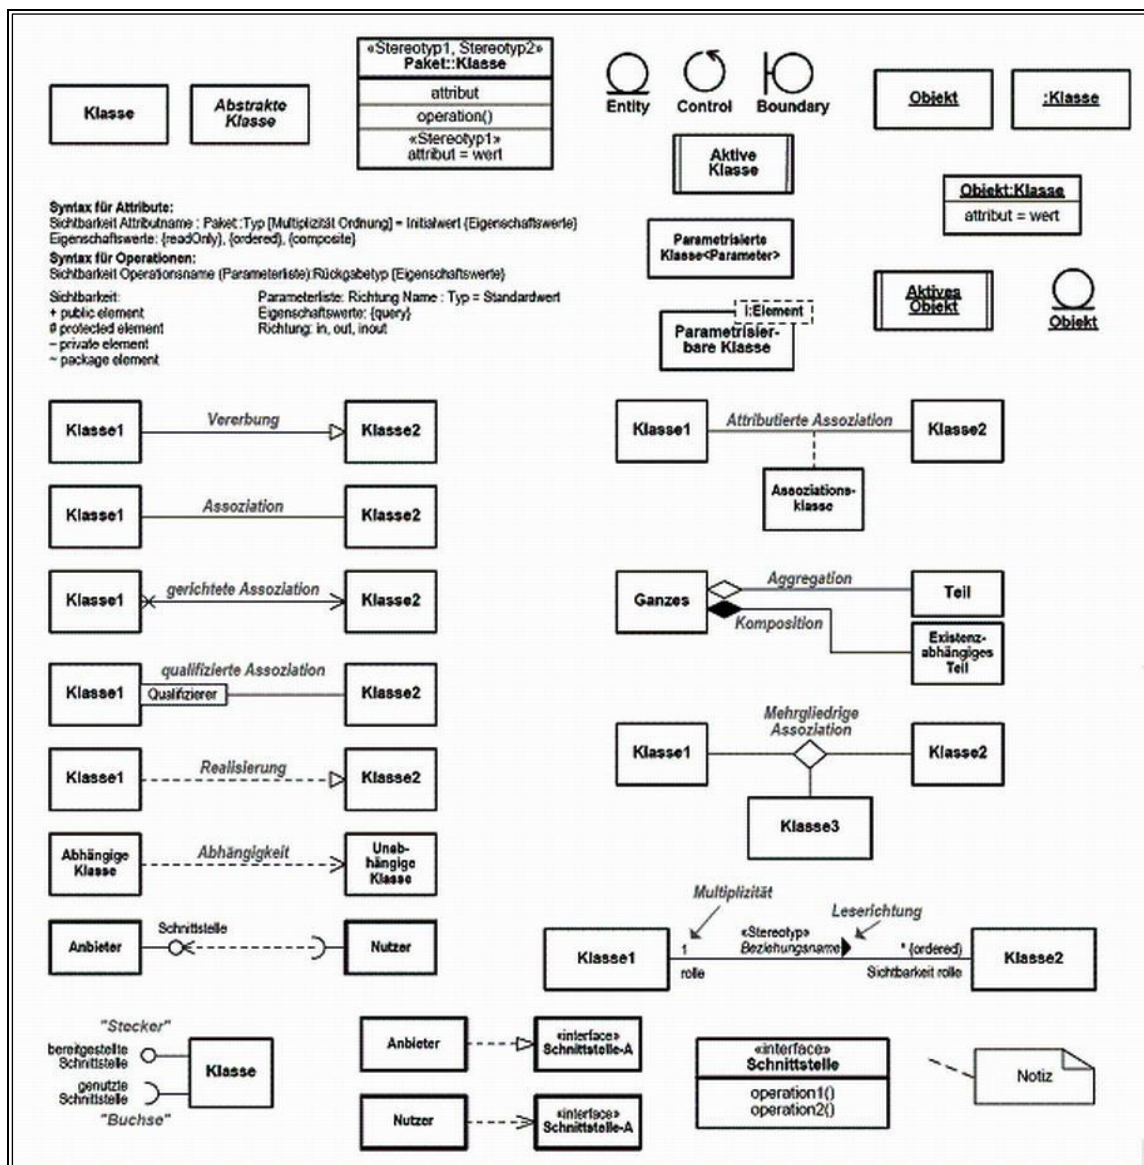 Klasse
Abstrakte
Klasse
«Stereotyp1, Stereotyp2»
Paket::Klasse
attribut
operation()
«Stereotyp1»
attribut = wert
Entity
Control
Boundary
Aktive
Klasse
Objekt
:Klasse
Objekt:Klasse
attribut = wert
Syntax für Attribute:
Sichtbarkeit Attributname : Paket::Typ [Multiplizität Ordnung] = Initialwert {Eigenschaftswerte}
Eigenschaftswerte: {readOnly}, {ordered}, {composite}
Syntax für Operationen:
Sichtbarkeit Operationsname (Parameterliste):Rückgabetyp {Eigenschaftswerte}
Sichtbarkeit:
+ public element
# protected element
– private element
~ package element
Parameterliste: Richtung Name : Typ = Standardwert
Eigenschaftswerte: {query}
Richtung: in, out, inout
Parametrisierte
Klasse<Parameter>
i:Element
Parametrisier-
bare Klasse
Aktives
Objekt
Objekt
Klasse1
Vererbung
Klasse2
Klasse1
Attributierte Assoziation
Klasse2
Assoziations-
klasse
Klasse1
Assoziation
Klasse2
Klasse1
gerichtete Assoziation
Klasse2
Ganzes
Aggregation
Teil
Komposition
Existenz-
abhängiges
Teil
Klasse1
qualifizierte Assoziation
Qualifizierer
Klasse2
Klasse1
Mehrgliedrige
Assoziation
Klasse2
Klasse3
Klasse1
Realisierung
Klasse2
Abhängige
Klasse
Abhängigkeit
Unab-
hängige
Klasse
Anbieter
Schnittstelle
Nutzer
Multiplizität
Leserichtung
Klasse1
1
rolle
«Stereotyp»
Beziehungsname
* {ordered}
Sichtbarkeit rolle
Klasse2
"Stecker"
bereitgestellte
Schnittstelle
genutzte
Schnittstelle
"Buchse"
Klasse
Anbieter
«interface»
Schnittstelle-A
Nutzer
«interface»
Schnittstelle-A
«interface»
Schnittstelle
operation1()
operation2()
Notiz